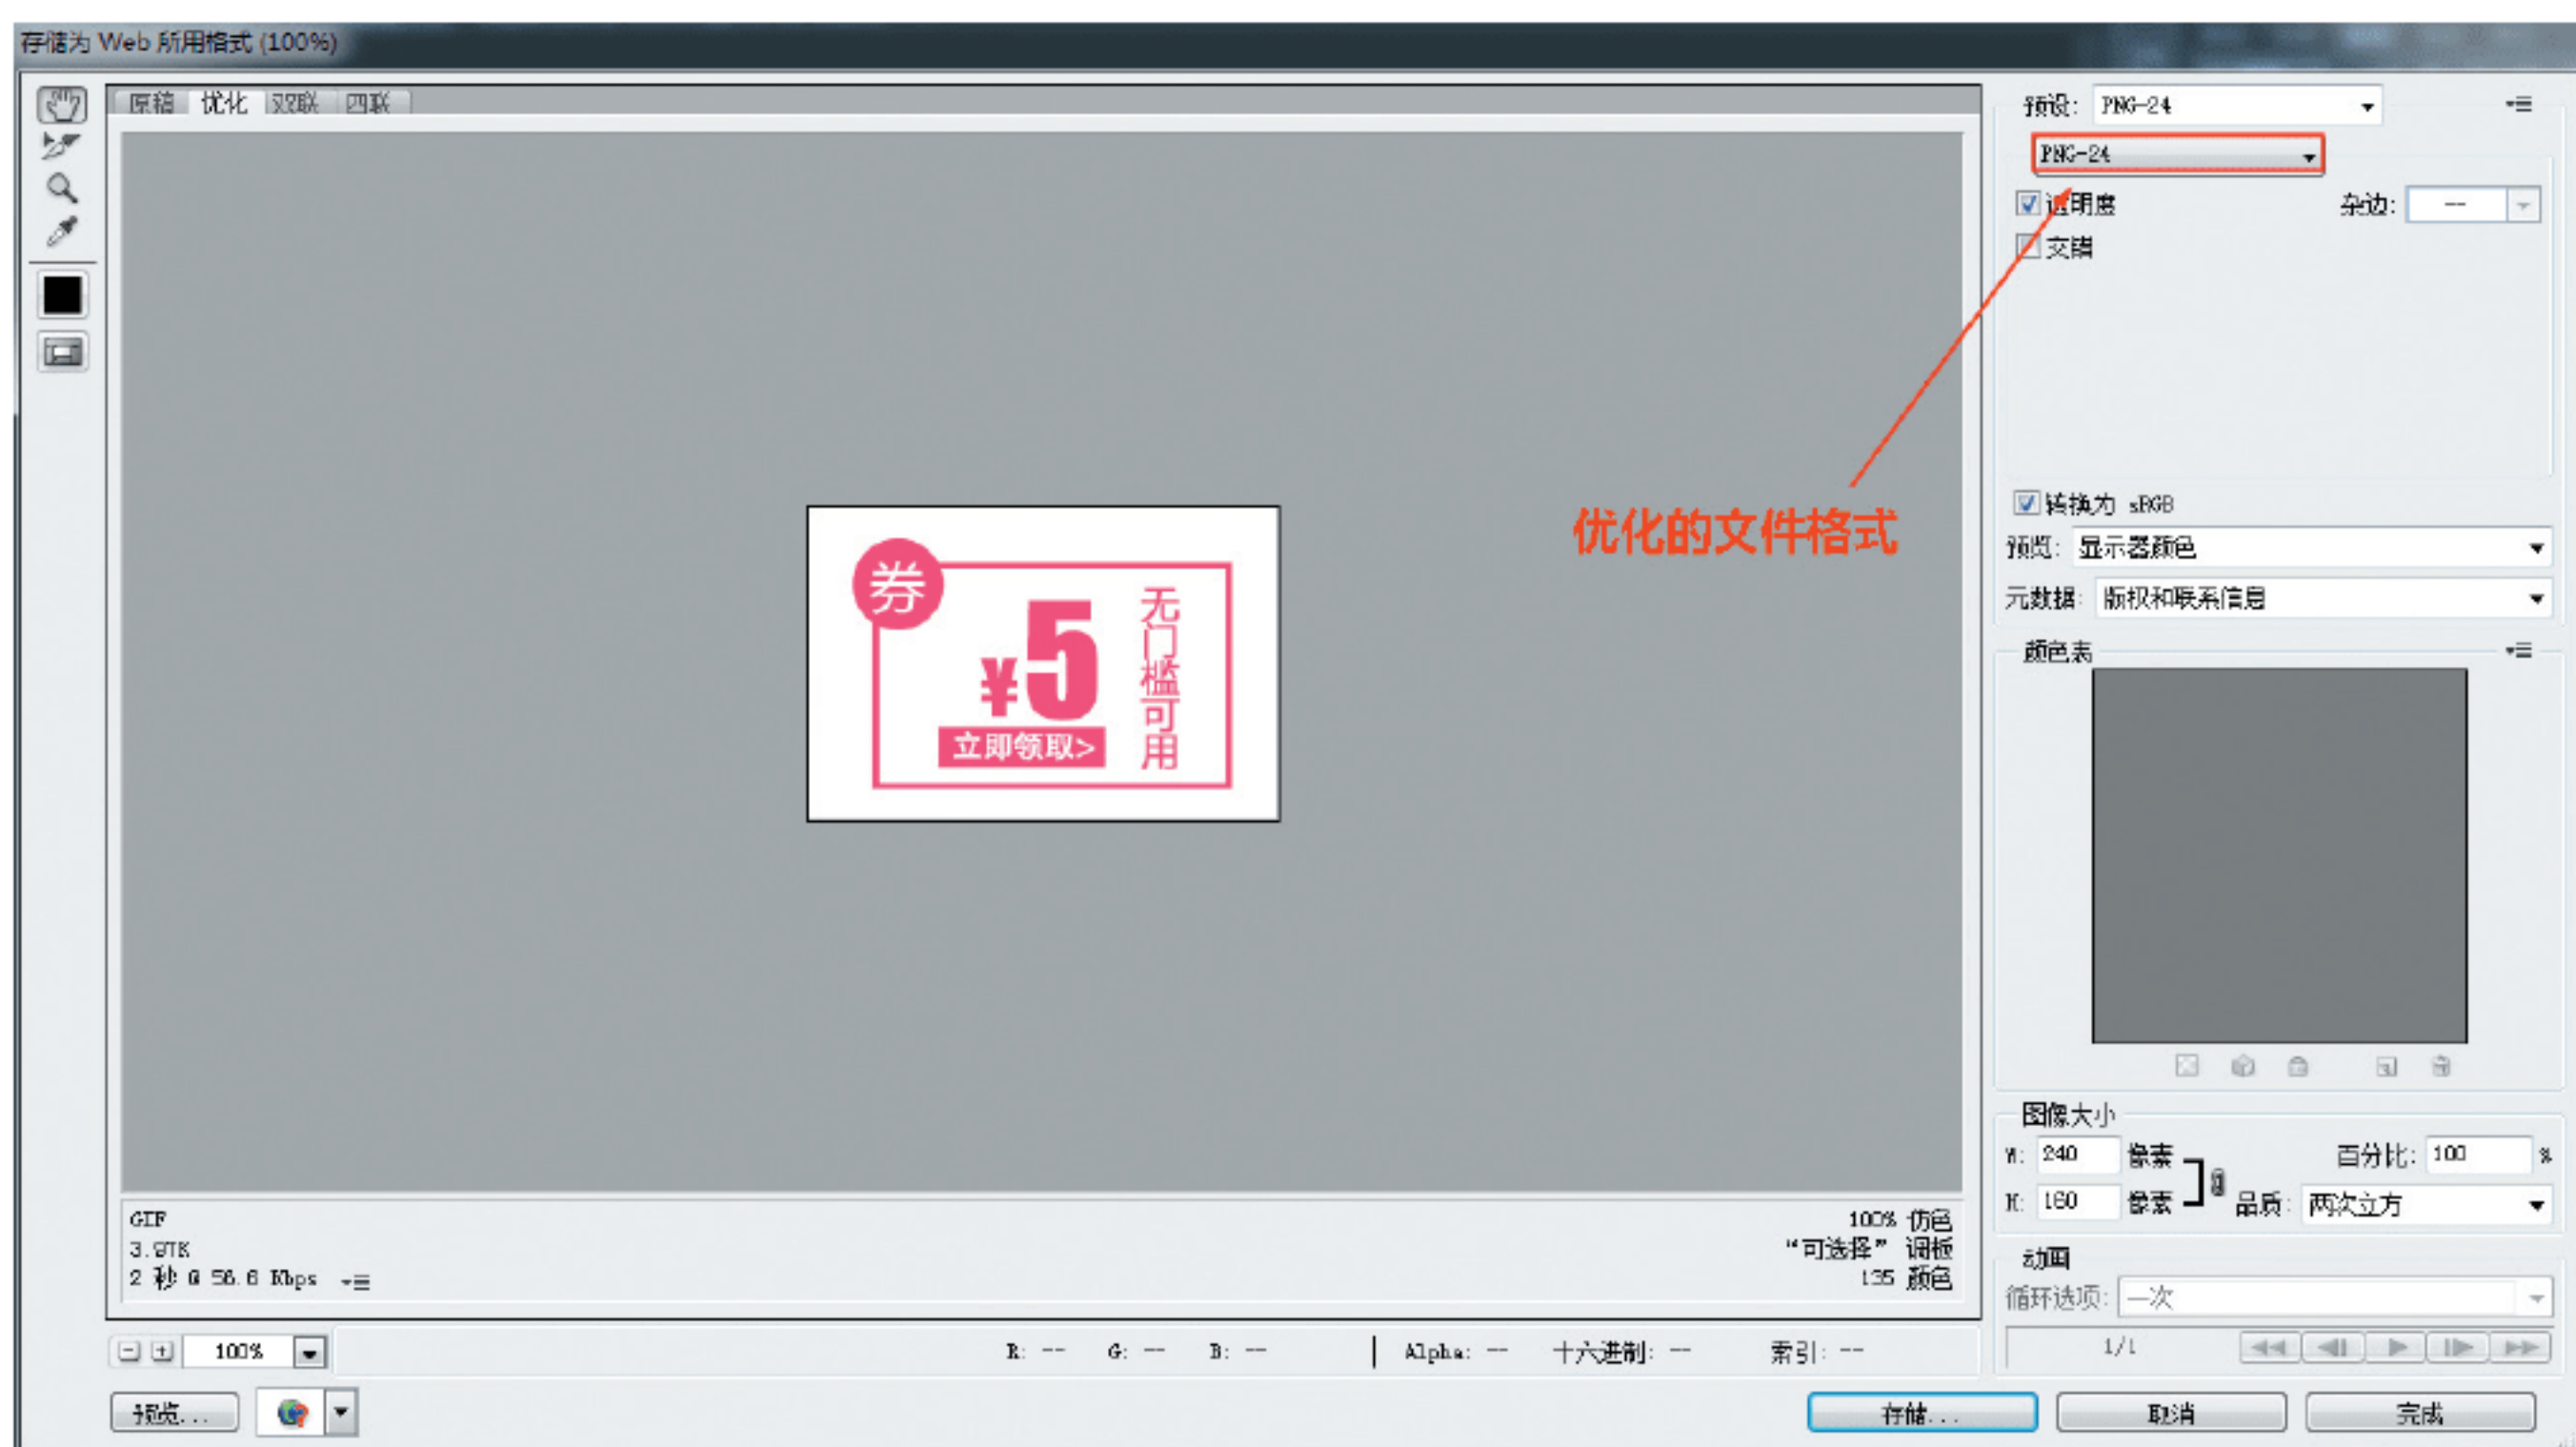 存储为 Web 所用格式 (100%)
原稿 优化 双联 四联
预设: PNG-24
PNG-24
透明度 杂边: --
交错
优化的文件格式
转换为 sRGB
预览: 显示器颜色
元数据: 版权和联系信息
颜色表
券
¥5
无门槛可用
立即领取>
图像大小
W: 240 像素 百分比: 100 %
H: 160 像素 品质: 两次立方
动画
循环选项: 一次
1/1
GIF
3.97K
2 秒 @ 56.6 Kbps
100% 仿色
“可选择” 调板
135 颜色
100% R: -- G: -- B: -- Alpha: -- 十六进制: -- 索引: --
预览... 存储... 取消 完成